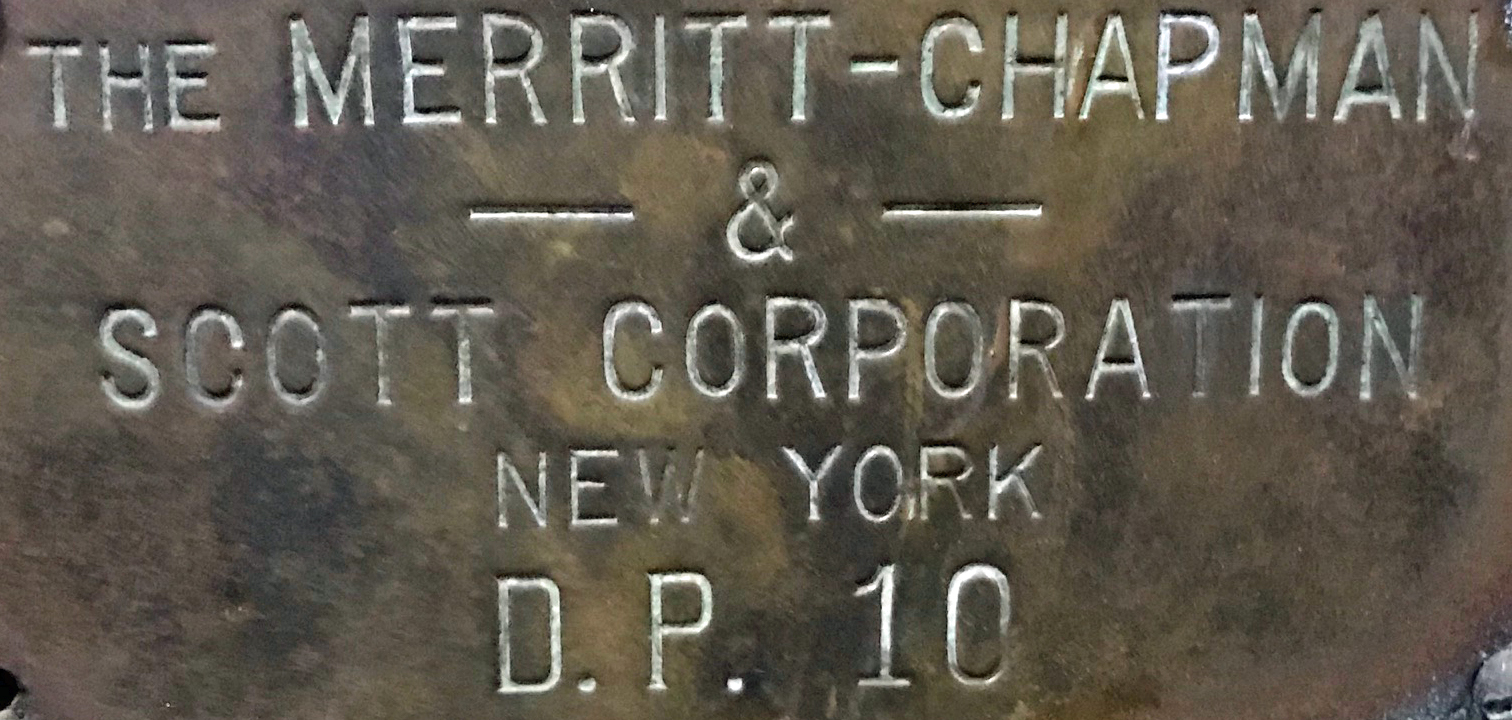 THE MERRITT-CHAPMAN
— & —
SCOTT CORPORATION
NEW YORK
D.P. 10